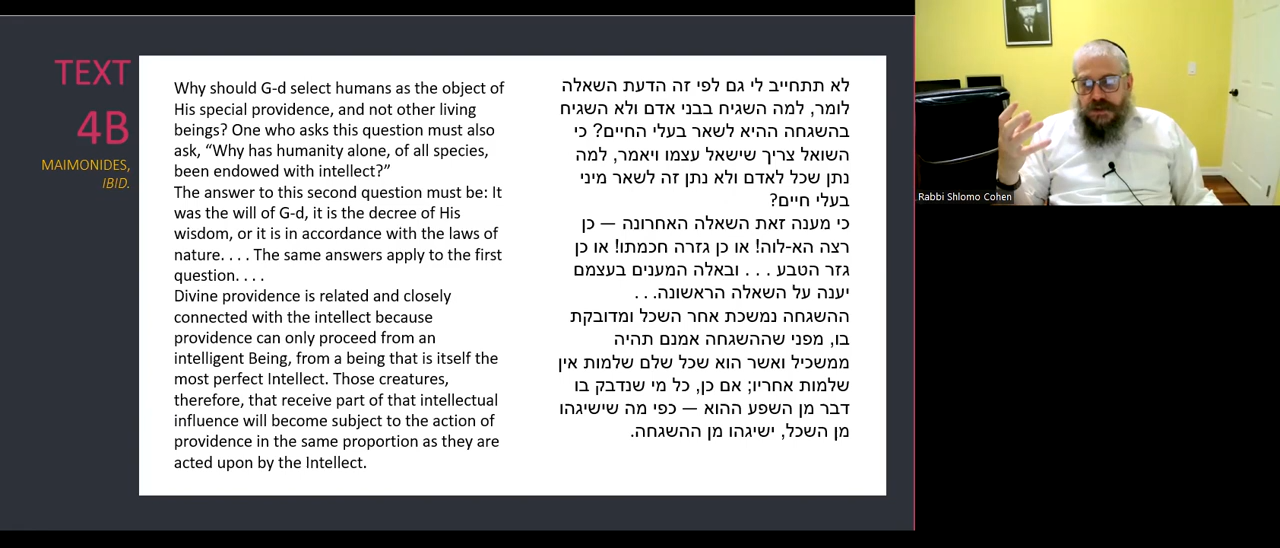 TEXT
4B
MAIMONIDES,
IBID.
Why should G-d select humans as the object of
His special providence, and not other living
beings? One who asks this question must also
ask, “Why has humanity alone, of all species,
been endowed with intellect?”
The answer to this second question must be: It
was the will of G-d, it is the decree of His
wisdom, or it is in accordance with the laws of
nature. . . . The same answers apply to the first
question. . . .
Divine providence is related and closely
connected with the intellect because
providence can only proceed from an
intelligent Being, from a being that is itself the
most perfect Intellect. Those creatures,
therefore, that receive part of that intellectual
influence will become subject to the action of
providence in the same proportion as they are
acted upon by the Intellect.
לא תתחייב לי גם לפי זה הדעת השאלה
לומר, למה השגיח בבני אדם ולא השגיח
בהשגחה ההיא לשאר בעלי החיים? כי
השואל צריך שישאל עצמו ויאמר, למה
נתן שכל לאדם ולא נתן זה לשאר מיני
בעלי חיים?
כי מענה זאת השאלה האחרונה — כן
רצה הא-לוה! או כן גזרה חכמתו! או כן
גזר הטבע . . . ובאלה המענים בעצמם
יענה על השאלה הראשונה. . .
ההשגחה נמשכת אחר השכל ומדובקת
בו, מפני שההשגחה אמנם תהיה
ממשכיל ואשר הוא שכל שלם שלמות אין
שלמות אחריו; אם כן, כל מי שנדבק בו
דבר מן השפע ההוא — כפי מה שישיגהו
מן השכל, ישיגהו מן ההשגחה.
Rabbi Shlomo Cohen